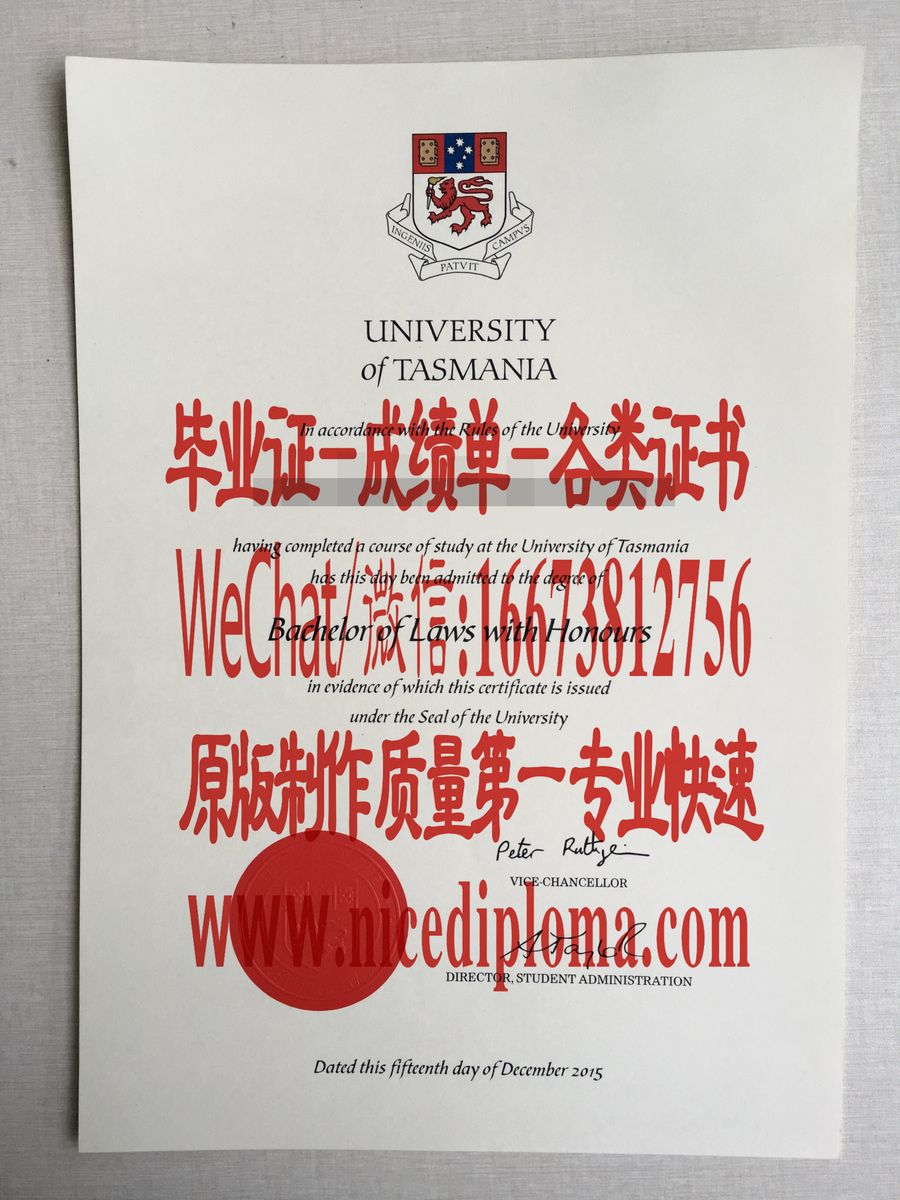 INGENIIS
PATVIT
CAMPVS
UNIVERSITY
of TASMANIA
In accordance with the Rules of the University
毕业证一成绩单一各类证书
having completed a course of study at the University of Tasmania
has this day been admitted to the degree of
WeChat/微信:16673812756
Bachelor of Laws with Honours
in evidence of which this certificate is issued
under the Seal of the University
原版制作质量第一专业快速
Peter Rathjen
VICE-CHANCELLOR
www.nicediploma.com
DIRECTOR, STUDENT ADMINISTRATION
Dated this fifteenth day of December 2015